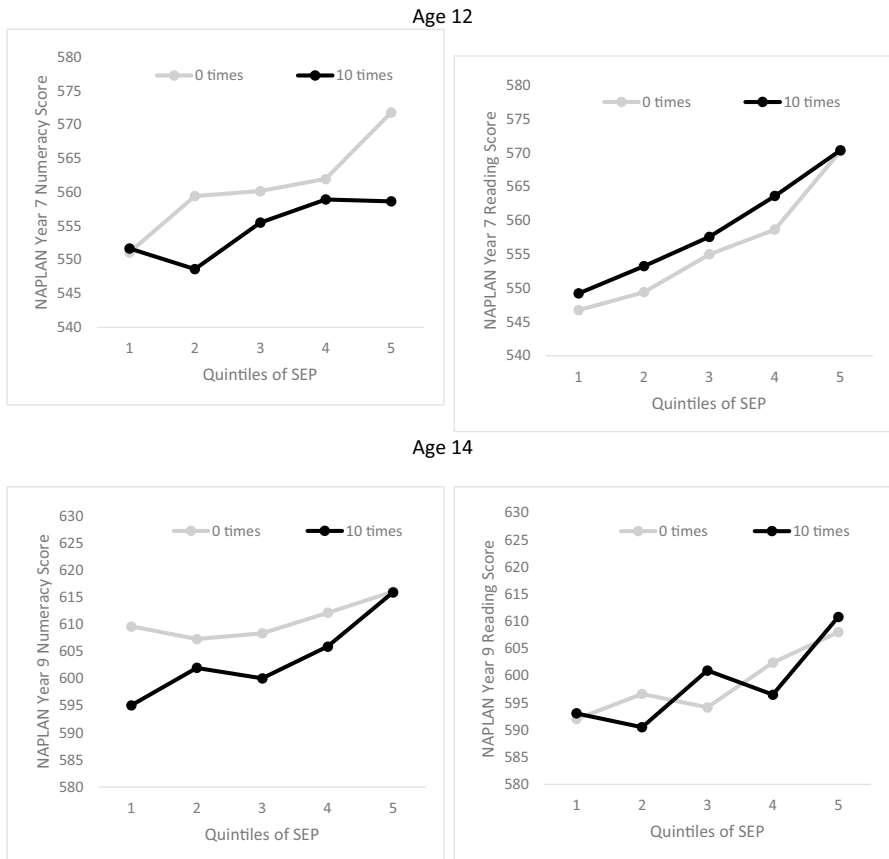 Age 12
580
575
570
565
560
555
550
545
540
NAPLAN Year 7 Numeracy Score
0 times 10 times
1 2 3 4 5
Quintiles of SEP
580
575
570
565
560
555
550
545
540
NAPLAN Year 7 Reading Score
0 times 10 times
1 2 3 4 5
Quintiles of SEP
Age 14
630
625
620
615
610
605
600
595
590
585
580
NAPLAN Year 9 Numeracy Score
0 times 10 times
1 2 3 4 5
Quintiles of SEP
630
625
620
615
610
605
600
595
590
585
580
NAPLAN Year 9 Reading Score
0 times 10 times
1 2 3 4 5
Quintiles of SEP